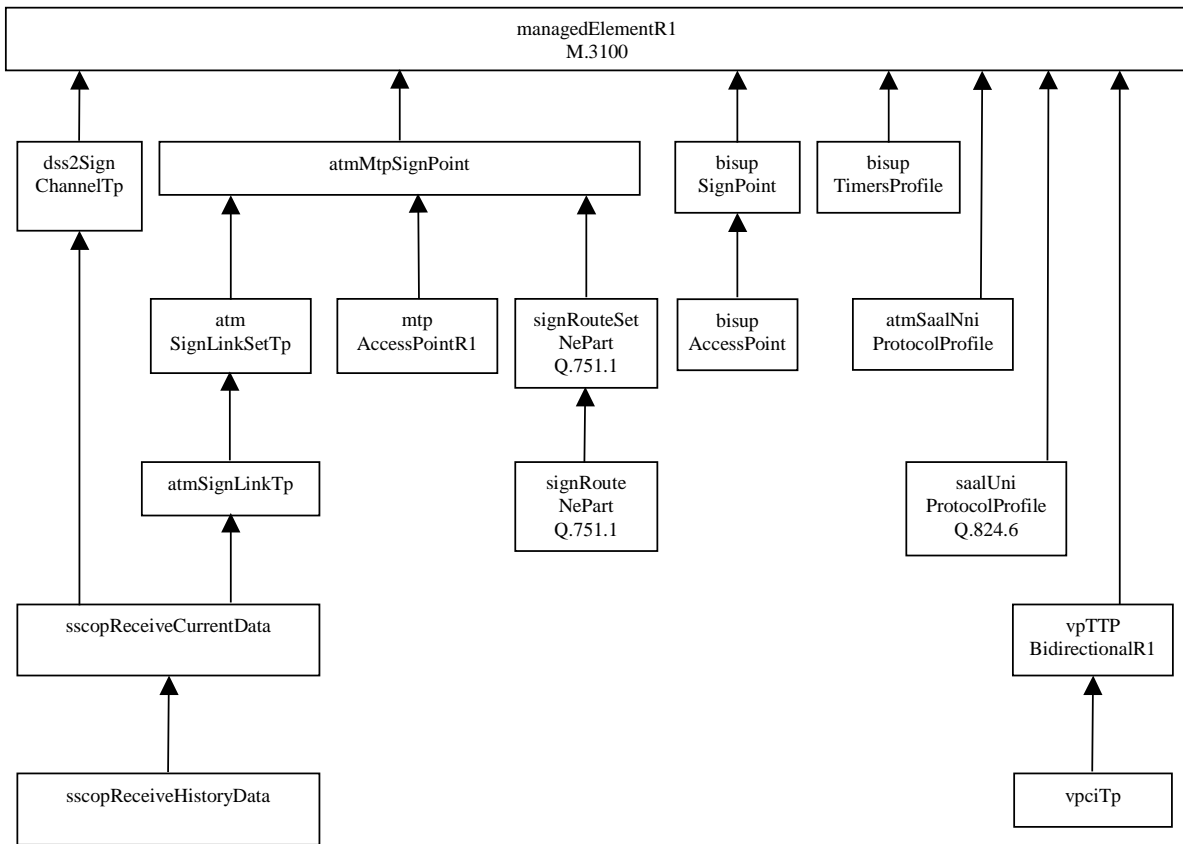 managedElementR1
M.3100
dss2Sign
ChannelTp
atmMtpSignPoint
bisup
SignPoint
bisup
TimersProfile
atm
SignLinkSetTp
mtp
AccessPointR1
signRouteSet
NePart
Q.751.1
bisup
AccessPoint
atmSaalNni
ProtocolProfile
atmSignLinkTp
signRoute
NePart
Q.751.1
saalUni
ProtocolProfile
Q.824.6
sscopReceiveCurrentData
vpTTP
BidirectionalR1
sscopReceiveHistoryData
vpciTp